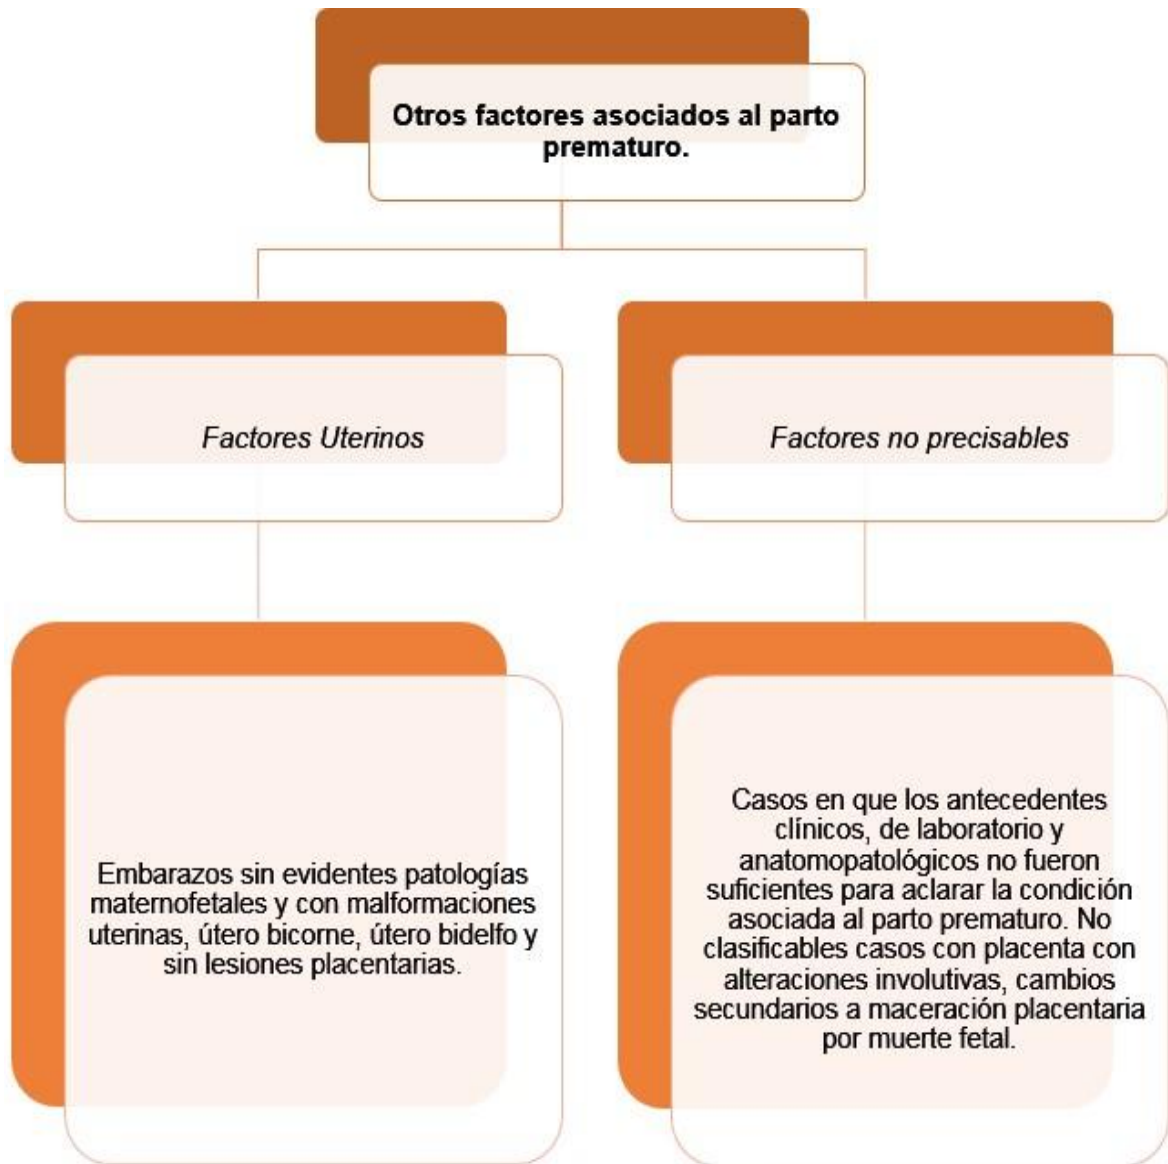 Otros factores asociados al parto
prematuro.
Factores Uterinos
Factores no precisables
Embarazos sin evidentes patologías
maternofetales y con malformaciones
uterinas, útero bicorne, útero bidelfo y
sin lesiones placentarias.
Casos en que los antecedentes
clínicos, de laboratorio y
anatomopatológicos no fueron
suficientes para aclarar la condición
asociada al parto prematuro. No
clasificables casos con placenta con
alteraciones involutivas, cambios
secundarios a maceración placentaria
por muerte fetal.